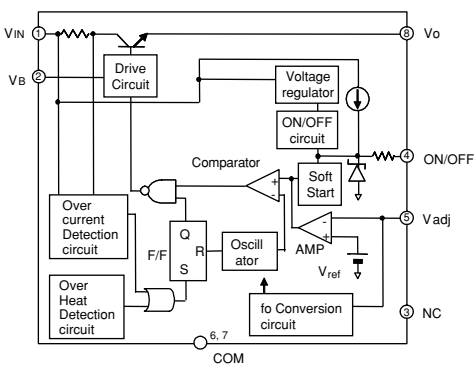 VIN 1
8 Vo
Drive
Circuit
VB 2
Voltage
regulator
ON/OFF
circuit
4 ON/OFF
Comparator
+
-
Soft
Start
Over
current
Detection
circuit
5 Vadj
-
+
AMP
Vref
F/F
Q
R
S
Oscill
ator
Over
Heat
Detection
circuit
fo Conversion
circuit
3 NC
6, 7
COM